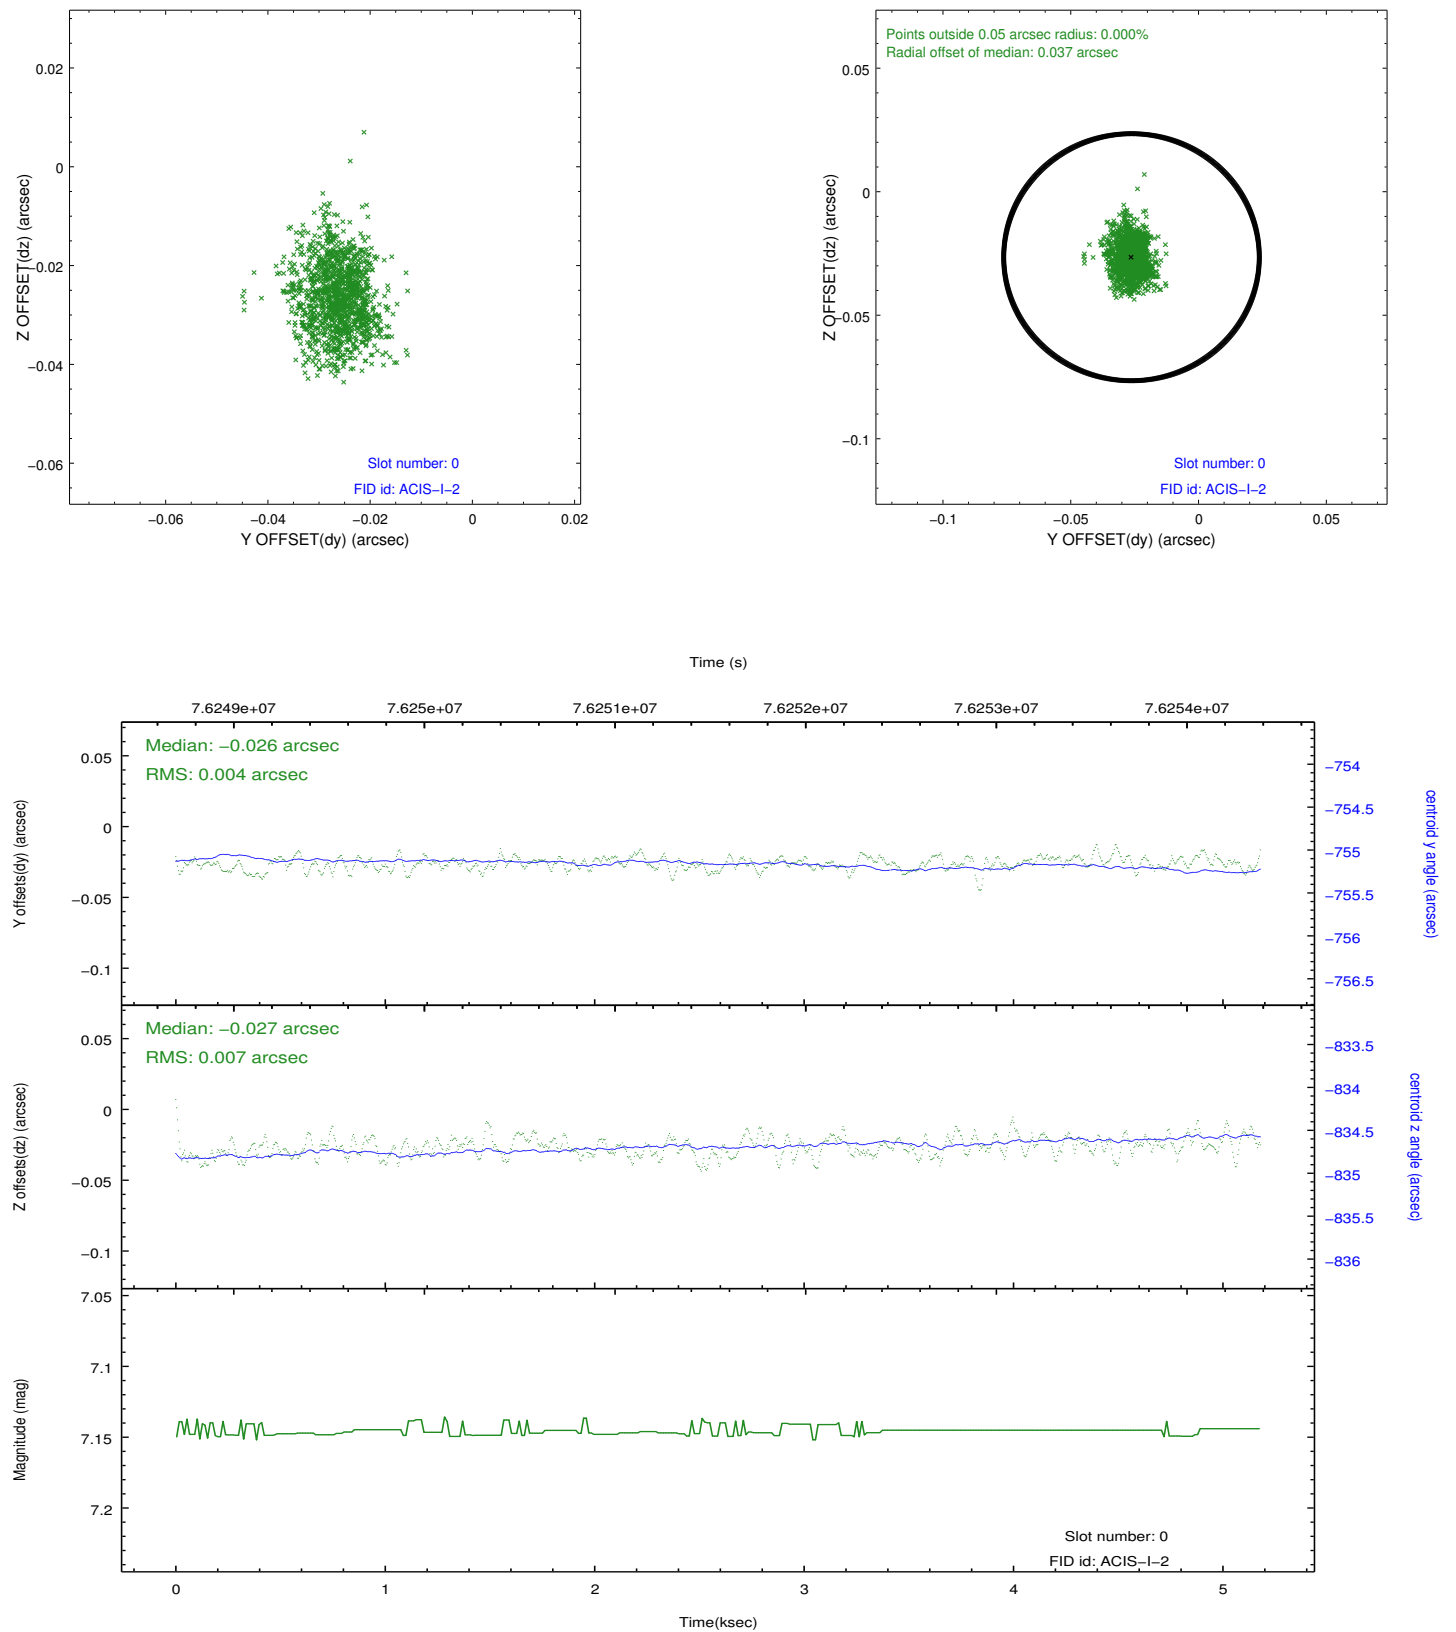 0.02
0
−0.02
−0.04
−0.06
Z OFFSET(dz) (arcsec)
Slot number: 0
FID id: ACIS−I−2
−0.06
−0.04
−0.02
0
0.02
Y OFFSET(dy) (arcsec)
Points outside 0.05 arcsec radius: 0.000%
Radial offset of median: 0.037 arcsec
0.05
0
−0.05
−0.1
Z OFFSET(dz) (arcsec)
Slot number: 0
FID id: ACIS−I−2
−0.1
−0.05
0
0.05
Y OFFSET(dy) (arcsec)
Time (s)
7.6249e+07
7.625e+07
7.6251e+07
7.6252e+07
7.6253e+07
7.6254e+07
Median: −0.026 arcsec
RMS: 0.004 arcsec
0.05
0
−0.05
−0.1
Y offsets(dy) (arcsec)
−754
−754.5
−755
−755.5
−756
−756.5
centroid y angle (arcsec)
Median: −0.027 arcsec
RMS: 0.007 arcsec
0.05
0
−0.05
−0.1
Z offsets(dz) (arcsec)
−833.5
−834
−834.5
−835
−835.5
−836
centroid z angle (arcsec)
7.05
7.1
7.15
7.2
Magnitude (mag)
Slot number: 0
FID id: ACIS−I−2
0
1
2
3
4
5
Time(ksec)